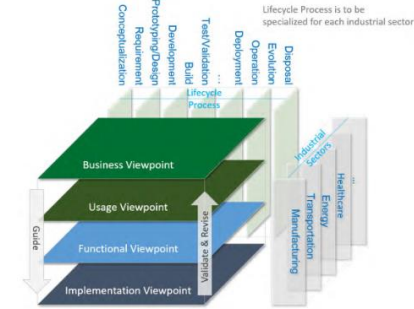 Lifecycle Process is to be
specialized for each industrial sector
Conceptualization
Requirement
Prototyping/Design
Development
Build
Test/Validation
...
Deployment
Operation
Evolution
Disposal
Lifecycle
Process
Business Viewpoint
Usage Viewpoint
Functional Viewpoint
Implementation Viewpoint
Guide
Validate & Revise
Industrial
Sectors
Manufacturing
Transportation
Energy
Healthcare
...